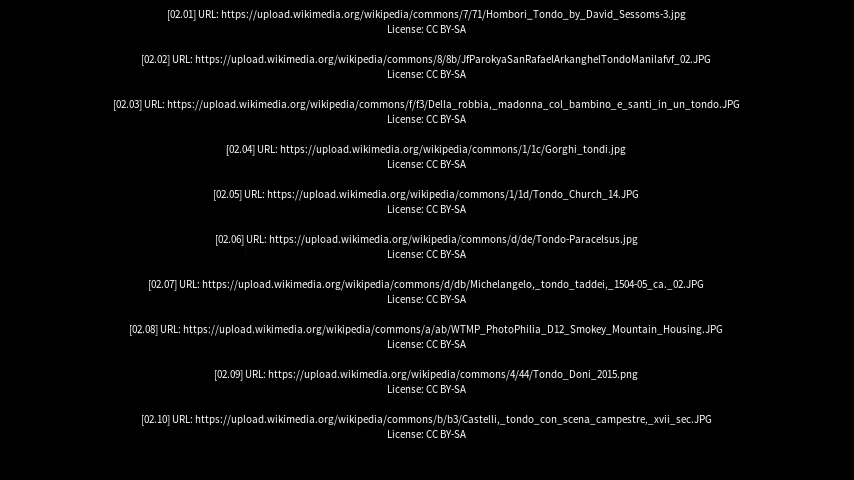 [02.01] URL: https://upload.wikimedia.org/wikipedia/commons/7/71/Hombori_Tondo_by_David_Sessoms-3.jpg
License: CC BY-SA
[02.02] URL: https://upload.wikimedia.org/wikipedia/commons/8/8b/JfParokyaSanRafaelArkanghelTondoManilafvf_02.JPG
License: CC BY-SA
[02.03] URL: https://upload.wikimedia.org/wikipedia/commons/f/f3/Della_robbia,_madonna_col_bambino_e_santi_in_un_tondo.JPG
License: CC BY-SA
[02.04] URL: https://upload.wikimedia.org/wikipedia/commons/1/1c/Gorghi_tondi.jpg
License: CC BY-SA
[02.05] URL: https://upload.wikimedia.org/wikipedia/commons/1/1d/Tondo_Church_14.JPG
License: CC BY-SA
[02.06] URL: https://upload.wikimedia.org/wikipedia/commons/d/de/Tondo-Paracelsus.jpg
License: CC BY-SA
[02.07] URL: https://upload.wikimedia.org/wikipedia/commons/d/db/Michelangelo,_tondo_taddei,_1504-05_ca._02.JPG
License: CC BY-SA
[02.08] URL: https://upload.wikimedia.org/wikipedia/commons/a/ab/WTMP_PhotoPhilia_D12_Smokey_Mountain_Housing.JPG
License: CC BY-SA
[02.09] URL: https://upload.wikimedia.org/wikipedia/commons/4/44/Tondo_Doni_2015.png
License: CC BY-SA
[02.10] URL: https://upload.wikimedia.org/wikipedia/commons/b/b3/Castelli,_tondo_con_scena_campestre,_xvii_sec.JPG
License: CC BY-SA